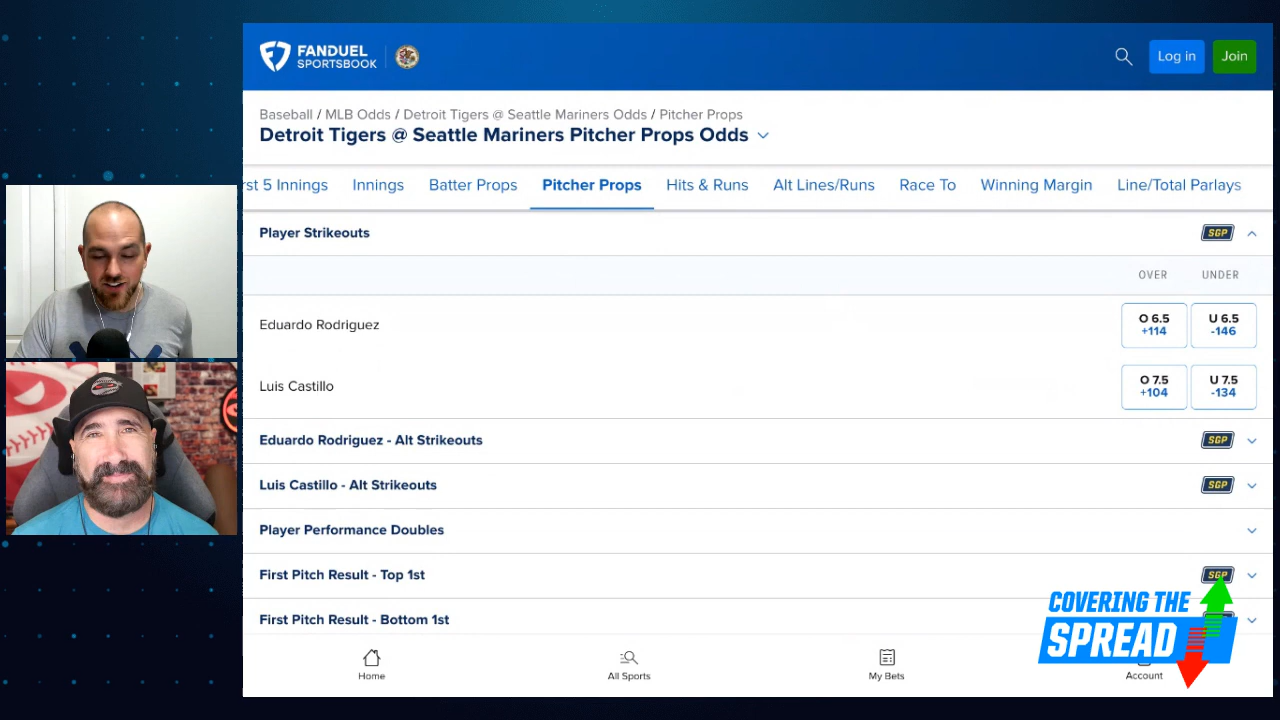 FANDUEL
SPORTSBOOK
Log in
Join
Baseball / MLB Odds / Detroit Tigers @ Seattle Mariners Odds / Pitcher Props
Detroit Tigers @ Seattle Mariners Pitcher Props Odds
rst 5 Innings Innings Batter Props Pitcher Props Hits & Runs Alt Lines/Runs Race To Winning Margin Line/Total Parlays
Player Strikeouts SGP
OVER UNDER
Eduardo Rodriguez
O 6.5 U 6.5
+114 -146
Luis Castillo
O 7.5 U 7.5
+104 -134
Eduardo Rodriguez - Alt Strikeouts SGP
Luis Castillo - Alt Strikeouts SGP
Player Performance Doubles
First Pitch Result - Top 1st SGP
First Pitch Result - Bottom 1st
COVERING THE
SPREAD
Home All Sports My Bets Account